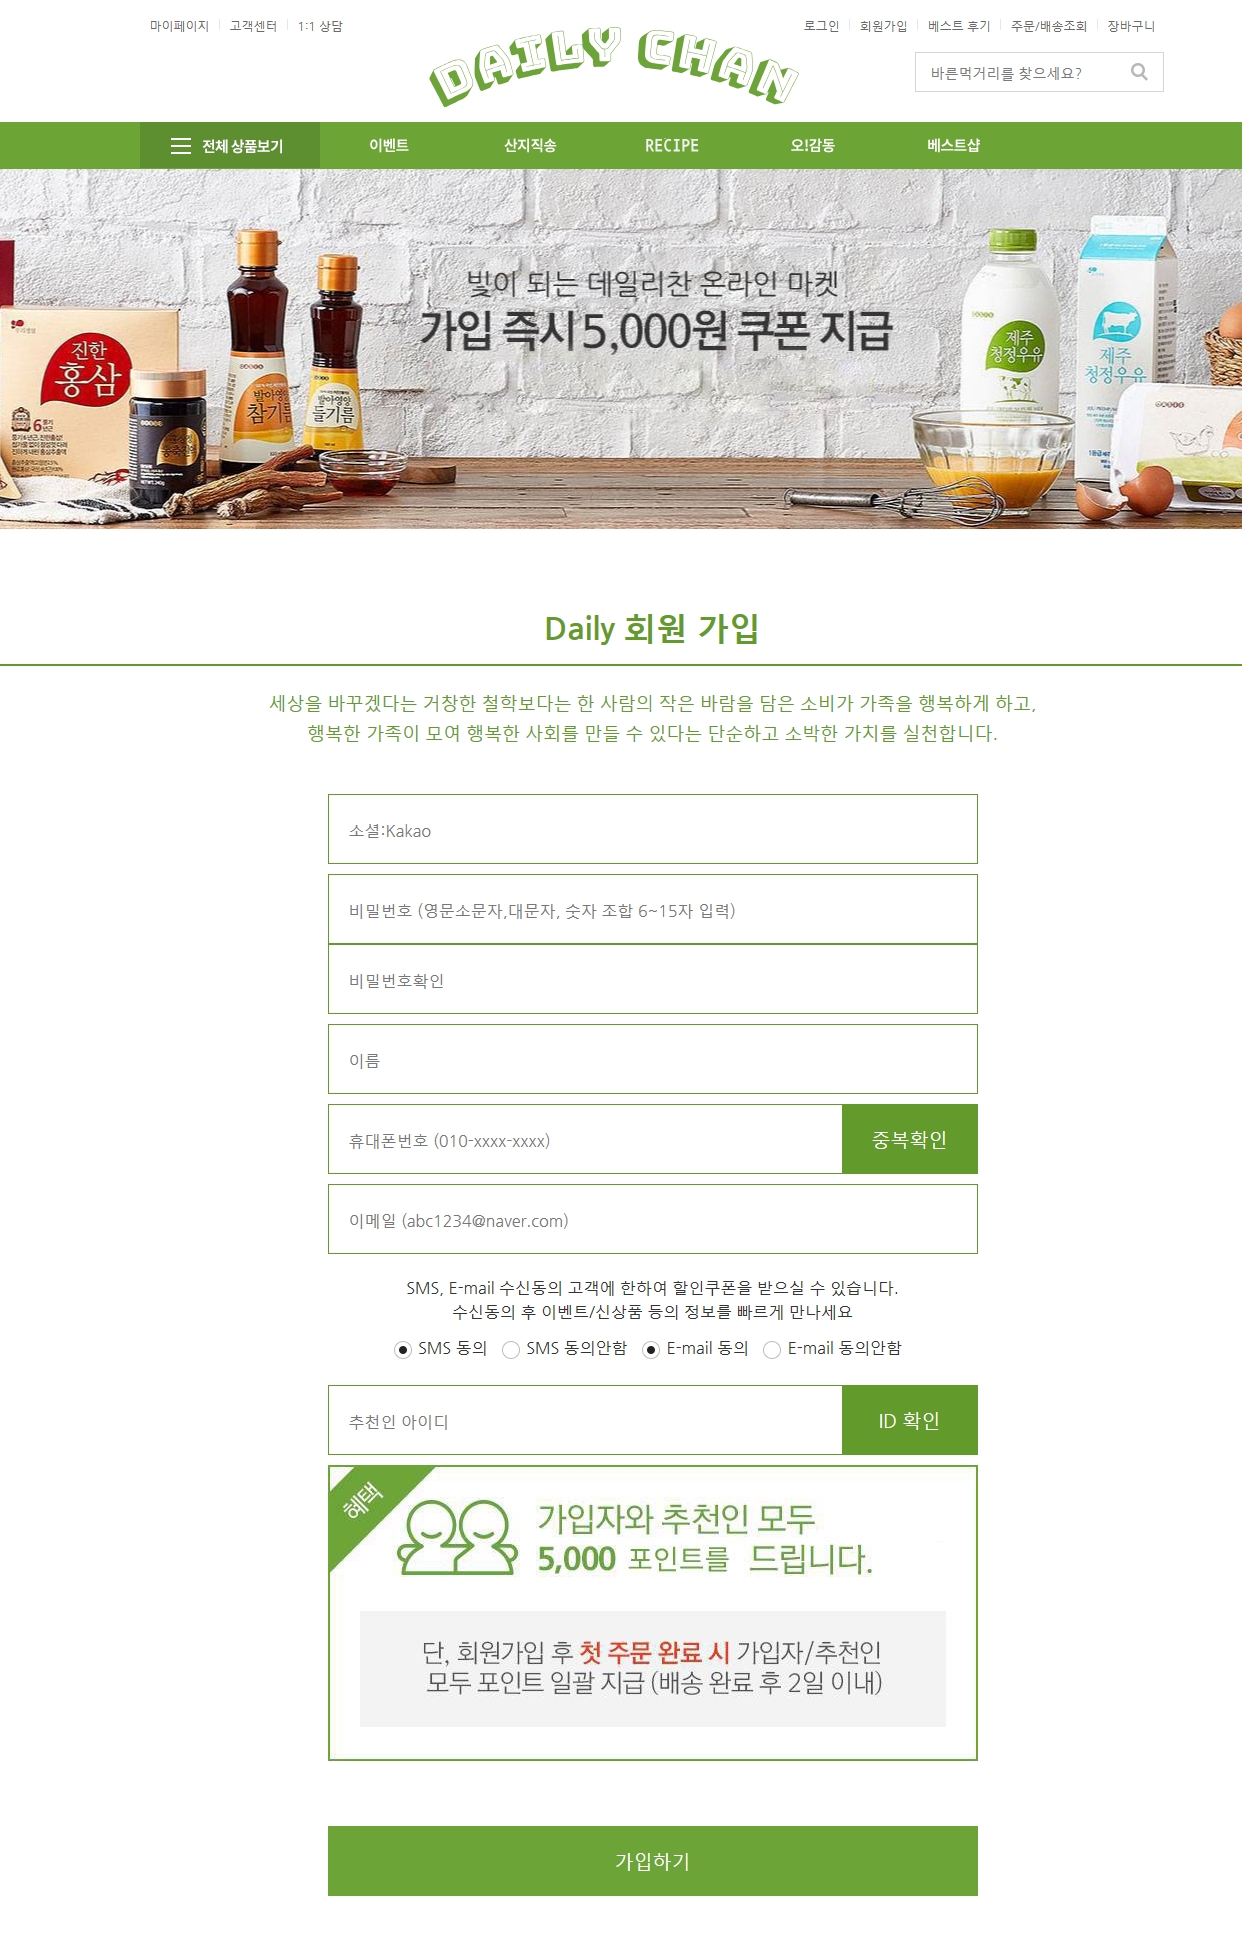 마이페이지 고객센터 1:1 상담
로그인 회원가입 베스트 후기 주문/배송조회 장바구니
DAILY CHAN
바른먹거리를 찾으세요?
전체 상품보기 이벤트 산지직송 RECIPE 오!감동 베스트샵
빛이 되는 데일리찬 온라인 마켓
가입 즉시 5,000원 쿠폰 지급
진한
홍삼
6
발아영양
참기름
발아영양
들기름
제주
청정우유
제주
청정우유
Daily 회원 가입
세상을 바꾸겠다는 거창한 철학보다는 한 사람의 작은 바람을 담은 소비가 가족을 행복하게 하고,
행복한 가족이 모여 행복한 사회를 만들 수 있다는 단순하고 소박한 가치를 실천합니다.
소셜:Kakao
비밀번호 (영문소문자,대문자, 숫자 조합 6~15자 입력)
비밀번호확인
이름
휴대폰번호 (010-xxxx-xxxx) 중복확인
이메일 (abc1234@naver.com)
SMS, E-mail 수신동의 고객에 한하여 할인쿠폰을 받으실 수 있습니다.
수신동의 후 이벤트/신상품 등의 정보를 빠르게 만나세요
SMS 동의 SMS 동의안함 E-mail 동의 E-mail 동의안함
추천인 아이디 ID 확인
혜택
가입자와 추천인 모두
5,000 포인트를 드립니다.
단, 회원가입 후 첫 주문 완료 시 가입자/추천인
모두 포인트 일괄 지급 (배송 완료 후 2일 이내)
가입하기